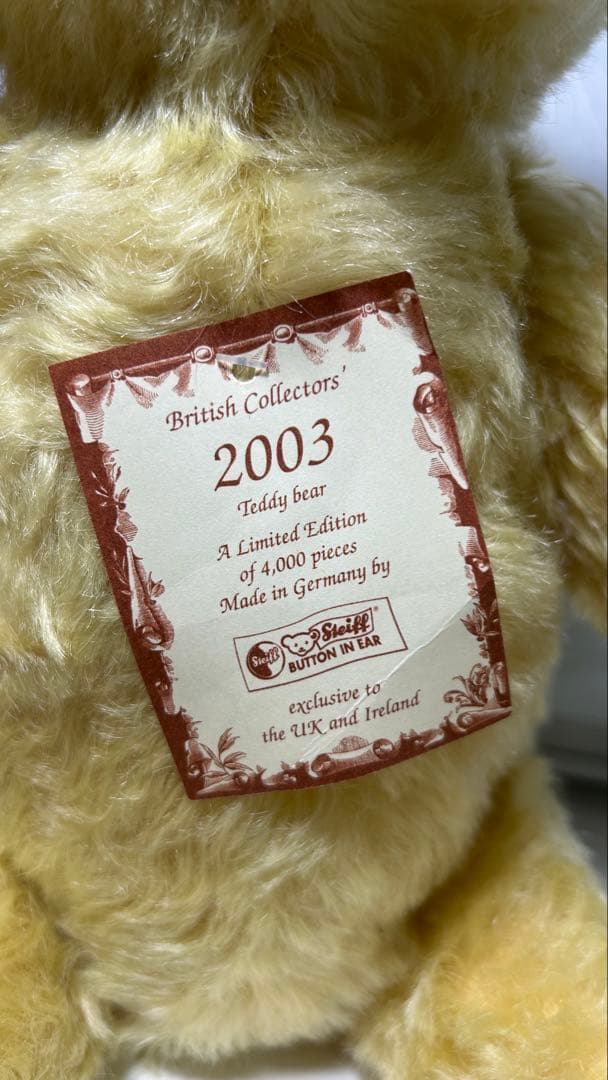 British Collectors'
2003
Teddy bear
A Limited Edition
of 4,000 pieces
Made in Germany by
Steiff
Steiff®
BUTTON IN EAR
exclusive to
the UK and Ireland